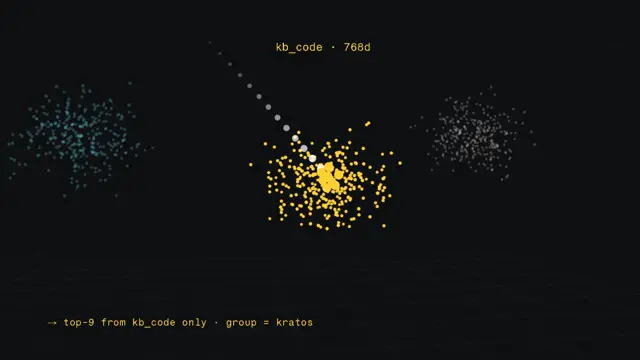 kb_code · 768d
→ top-9 from kb_code only · group = kratos